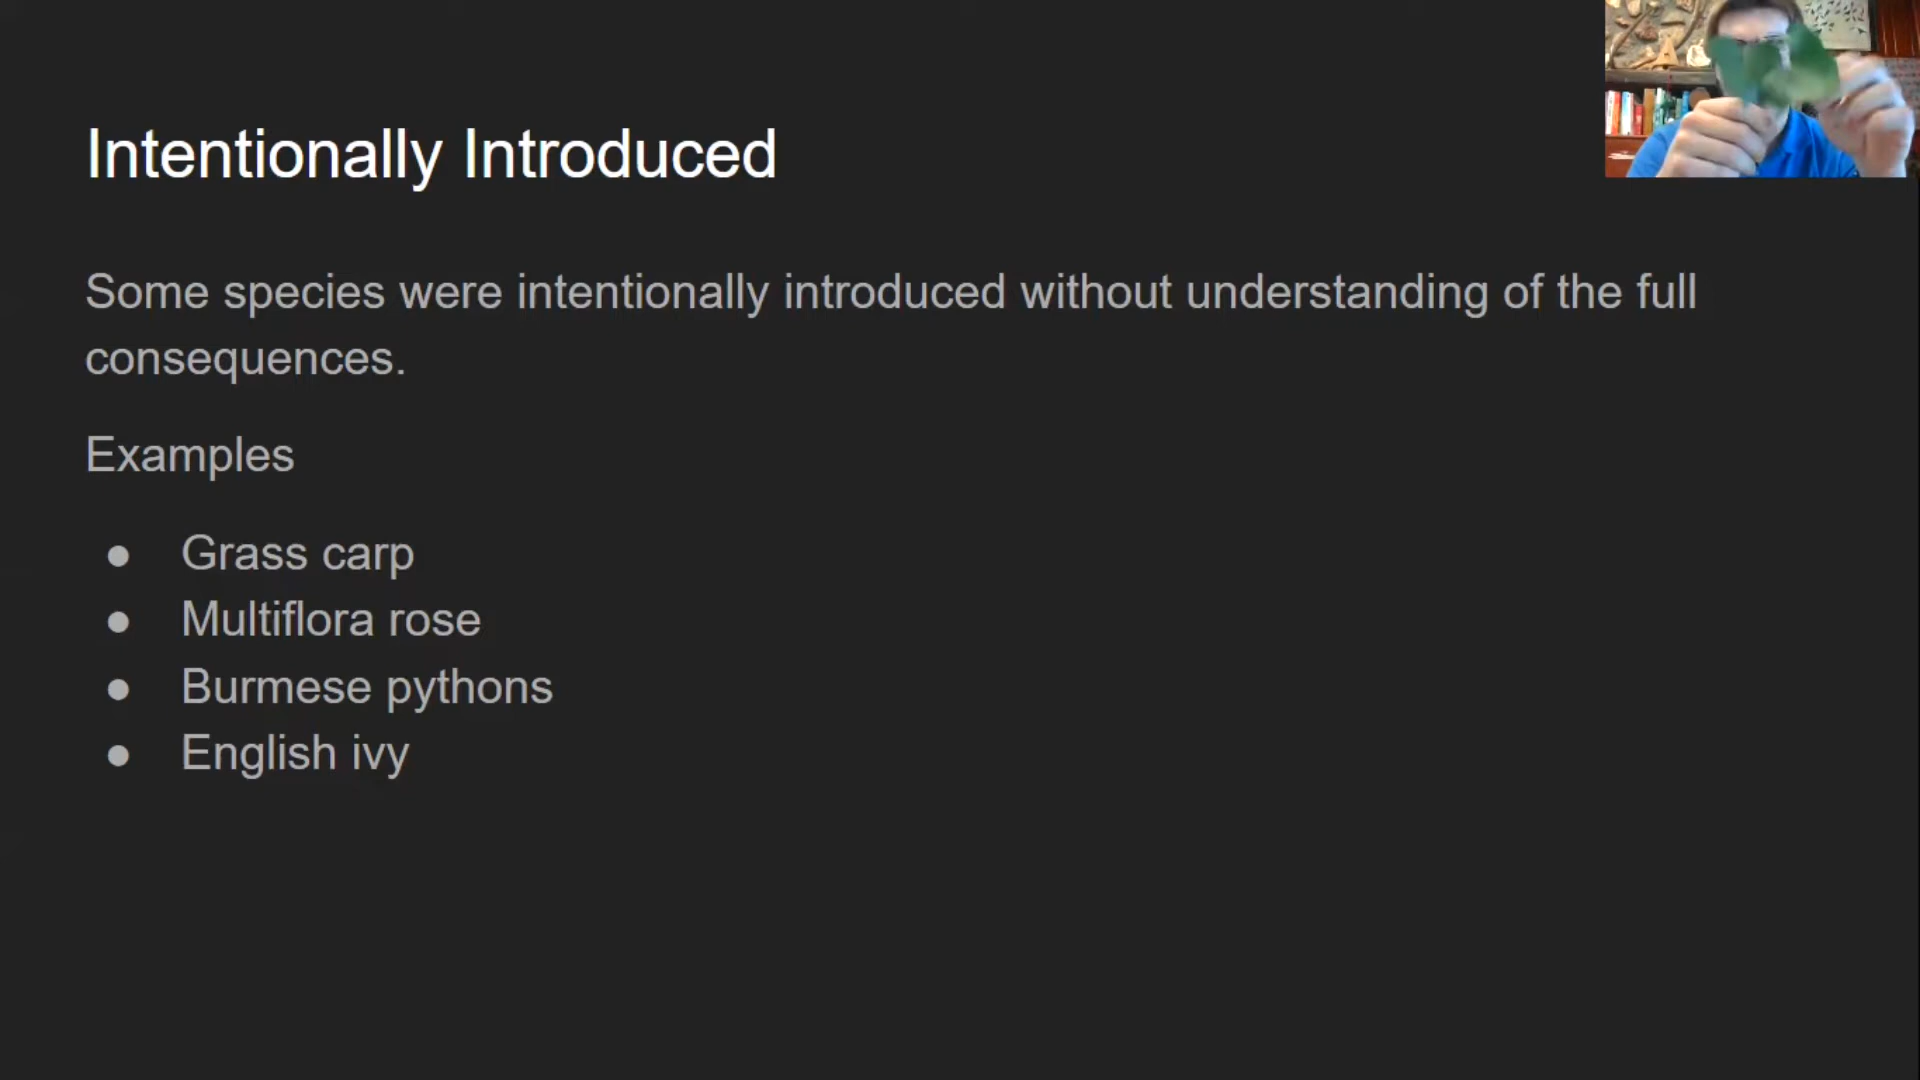 Intentionally Introduced
Some species were intentionally introduced without understanding of the full
consequences.
Examples
● Grass carp
● Multiflora rose
● Burmese pythons
● English ivy